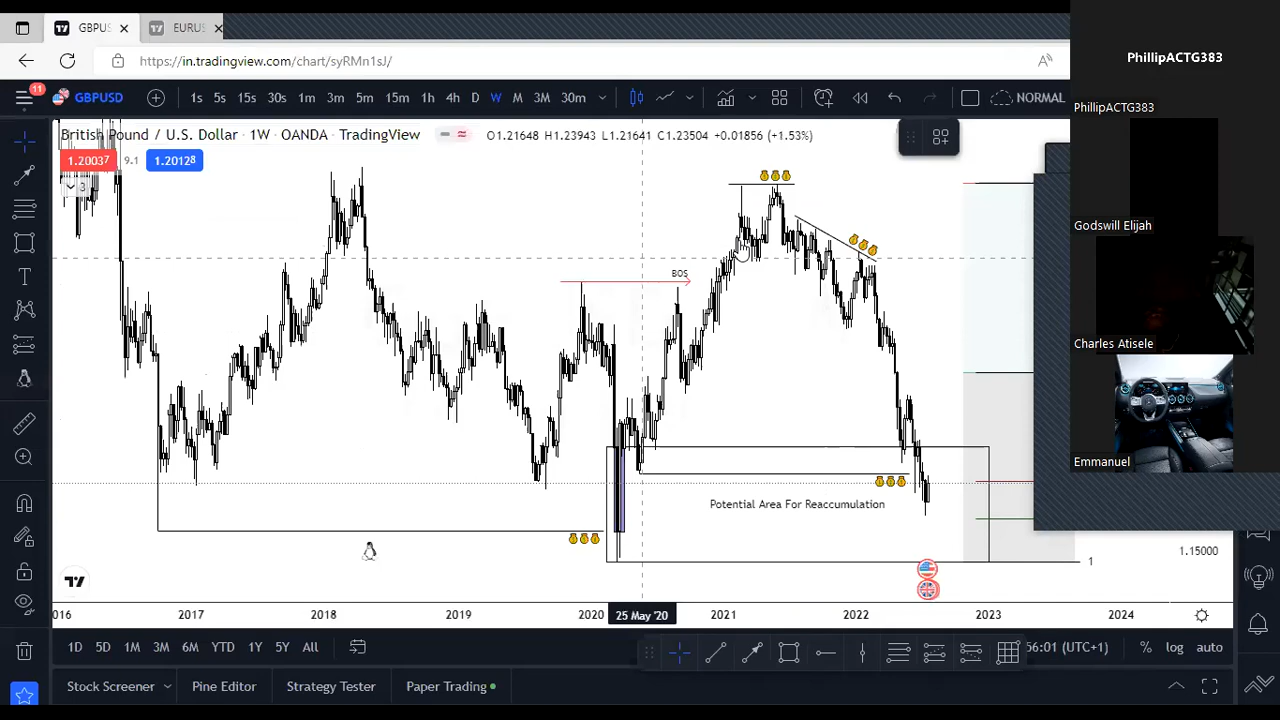 GBPUS
EURUS
https://in.tradingview.com/chart/syRMn1sJ/
PhillipACTG383
11
GBPUSD
1s 5s 15s 30s 1m 3m 5m 15m 1h 4h D W M 3M 30m
NORMAL
PhillipACTG383
British Pound / U.S. Dollar · 1W · OANDA · TradingView
O1.21648 H1.23943 L1.21641 C1.23504 +0.01856 (+1.53%)
1.20037 9.1 1.20128
3
Godswill Elijah
BOS
Charles Atisele
Emmanuel
Potential Area For Reaccumulation
1.15000
1
2016 2017 2018 2019 2020 25 May '20 2021 2022 2023 2024
1D 5D 1M 3M 6M YTD 1Y 5Y All
56:01 (UTC+1) % log auto
Stock Screener Pine Editor Strategy Tester Paper Trading